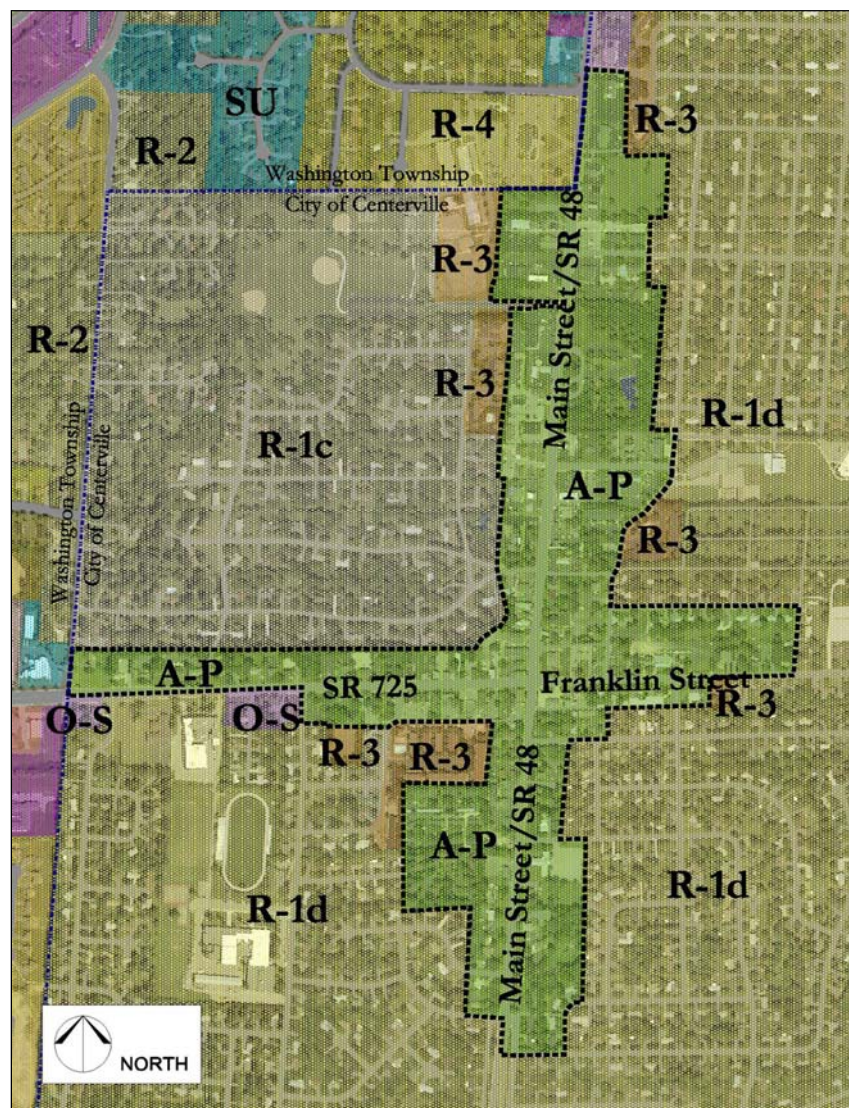 SU
R-2
R-4
R-3
Washington Township
City of Centerville
R-3
Main Street/SR 48
R-2
R-3
R-1d
R-1c
A-P
Washington Township
City of Centerville
R-3
A-P
SR 725
Franklin Street
O-S
O-S
R-3
R-3
R-3
Main Street/SR 48
A-P
R-1d
R-1d
NORTH